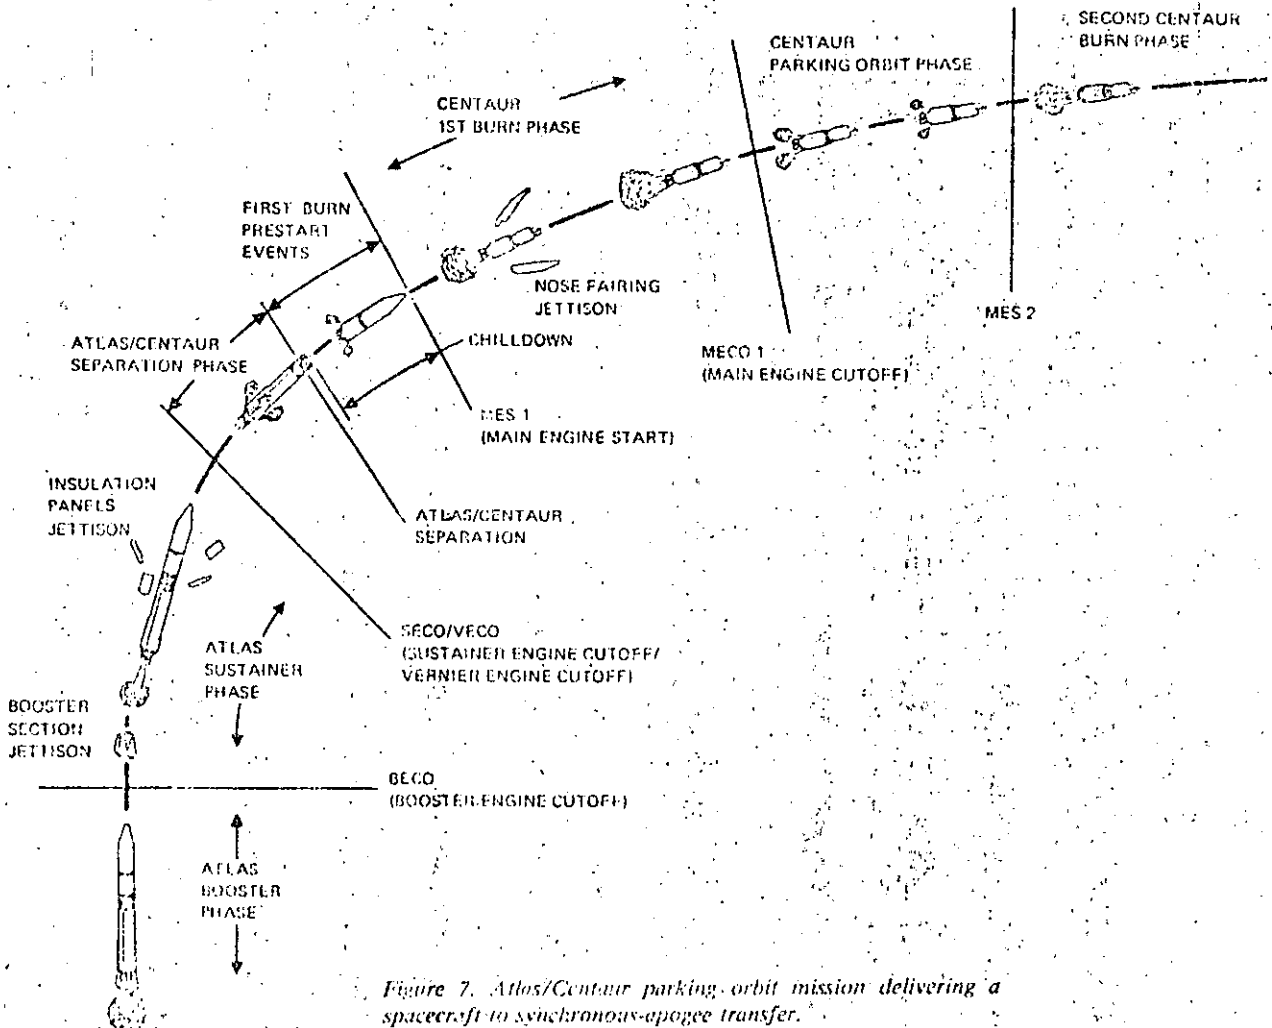 SECOND CENTAUR
BURN PHASE
CENTAUR
PARKING ORBIT PHASE
CENTAUR
1ST BURN PHASE
FIRST BURN
PRESTART
EVENTS
NOSE FAIRING
JETTISON
MES 2
ATLAS/CENTAUR
SEPARATION PHASE
CHILLDOWN
MECO 1
(MAIN ENGINE CUTOFF)
MES 1
(MAIN ENGINE START)
INSULATION
PANELS
JETTISON
ATLAS/CENTAUR
SEPARATION
SECO/VECO
(SUSTAINER ENGINE CUTOFF/
VERNIER ENGINE CUTOFF)
ATLAS
SUSTAINER
PHASE
BOOSTER
SECTION
JETTISON
BECO
(BOOSTER ENGINE CUTOFF)
ATLAS
BOOSTER
PHASE
Figure 7. Atlas/Centaur parking orbit mission delivering a
spacecraft to synchronous-apogee transfer.